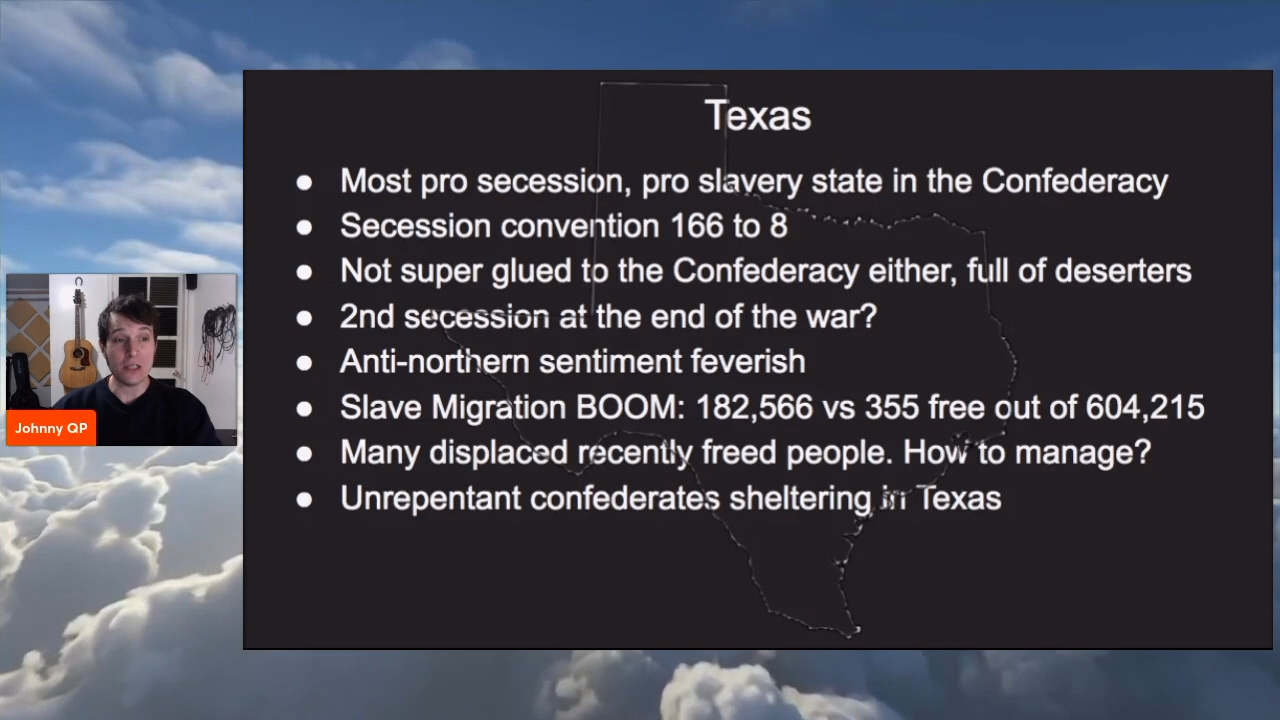 Texas
Most pro secession, pro slavery state in the Confederacy
Secession convention 166 to 8
Not super glued to the Confederacy either, full of deserters
2nd secession at the end of the war?
Anti-northern sentiment feverish
Slave Migration BOOM: 182,566 vs 355 free out of 604,215
Many displaced recently freed people. How to manage?
Unrepentant confederates sheltering in Texas
Johnny QP